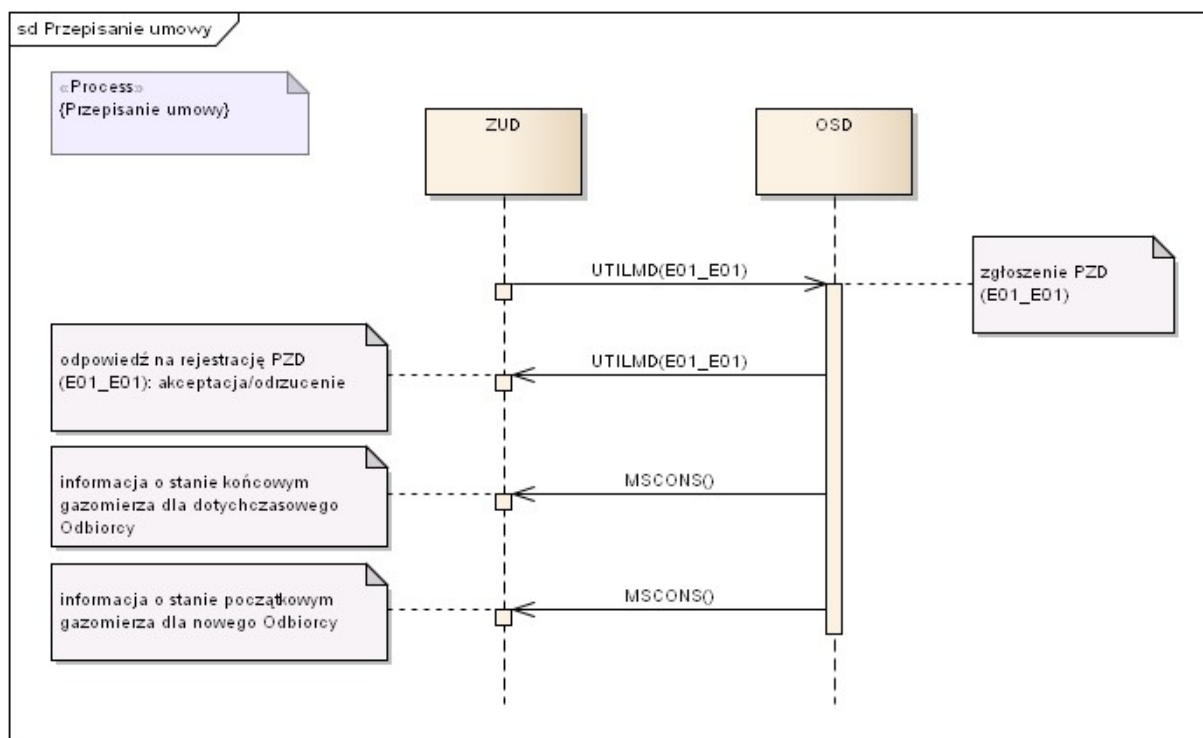 sd Przepisanie umowy
«Process»
{Przepisanie umowy}
ZUD
OSD
UTILMD(E01_E01)
zgłoszenie PZD
(E01_E01)
odpowiedź na rejestrację PZD
(E01_E01): akceptacja/odrzucenie
UTILMD(E01_E01)
informacja o stanie końcowym
gazomierza dla dotychczasowego
Odbiorcy
MSCONS()
informacja o stanie początkowym
gazomierza dla nowego Odbiorcy
MSCONS()